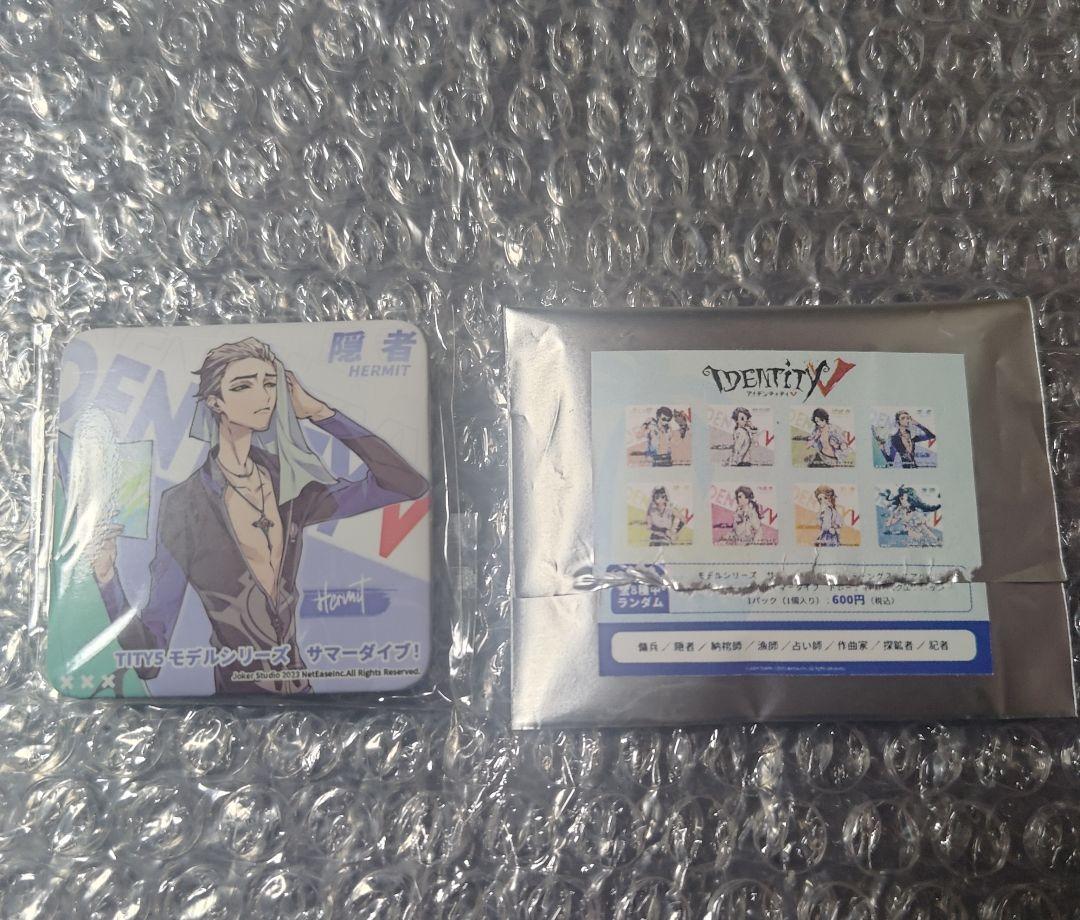 隠者
HERMIT
DEN
V
Hermit
TITY5 モデルシリーズ サマーダイブ!
Joker Studio 2023 NetEaseInc.All Rights Reserved.
×××
IDENTITY V
アイデンティティV
モデルシリーズ
ランダム
1パック(1個入り):600円(税込)
傭兵/隠者/納棺師/漁師/占い師/作曲家/探鉱者/記者